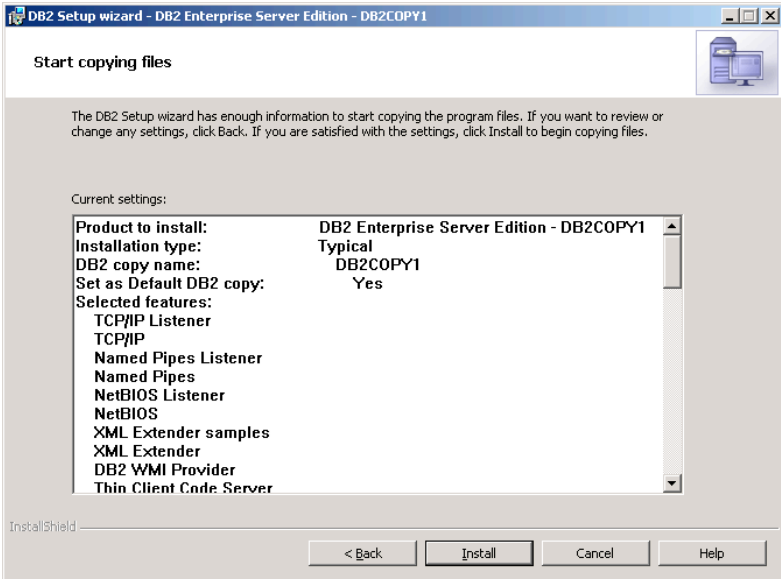 DB2 Setup wizard - DB2 Enterprise Server Edition - DB2COPY1
Start copying files
The DB2 Setup wizard has enough information to start copying the program files. If you want to review or
change any settings, click Back. If you are satisfied with the settings, click Install to begin copying files.
Current settings:
Product to install: DB2 Enterprise Server Edition - DB2COPY1
Installation type: Typical
DB2 copy name: DB2COPY1
Set as Default DB2 copy: Yes
Selected features:
TCP/IP Listener
TCP/IP
Named Pipes Listener
Named Pipes
NetBIOS Listener
NetBIOS
XML Extender samples
XML Extender
DB2 WMI Provider
Thin Client Code Server
InstallShield
< Back Install Cancel Help